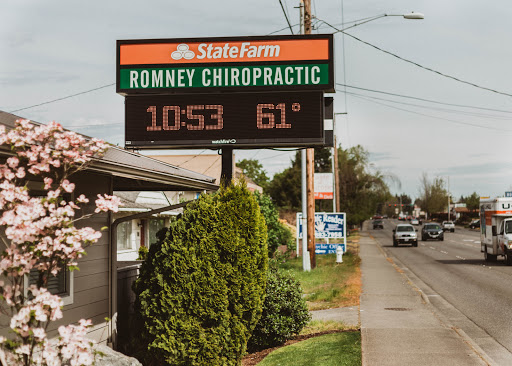 StateFarm
ROMNEY CHIROPRACTIC
10:53 61°